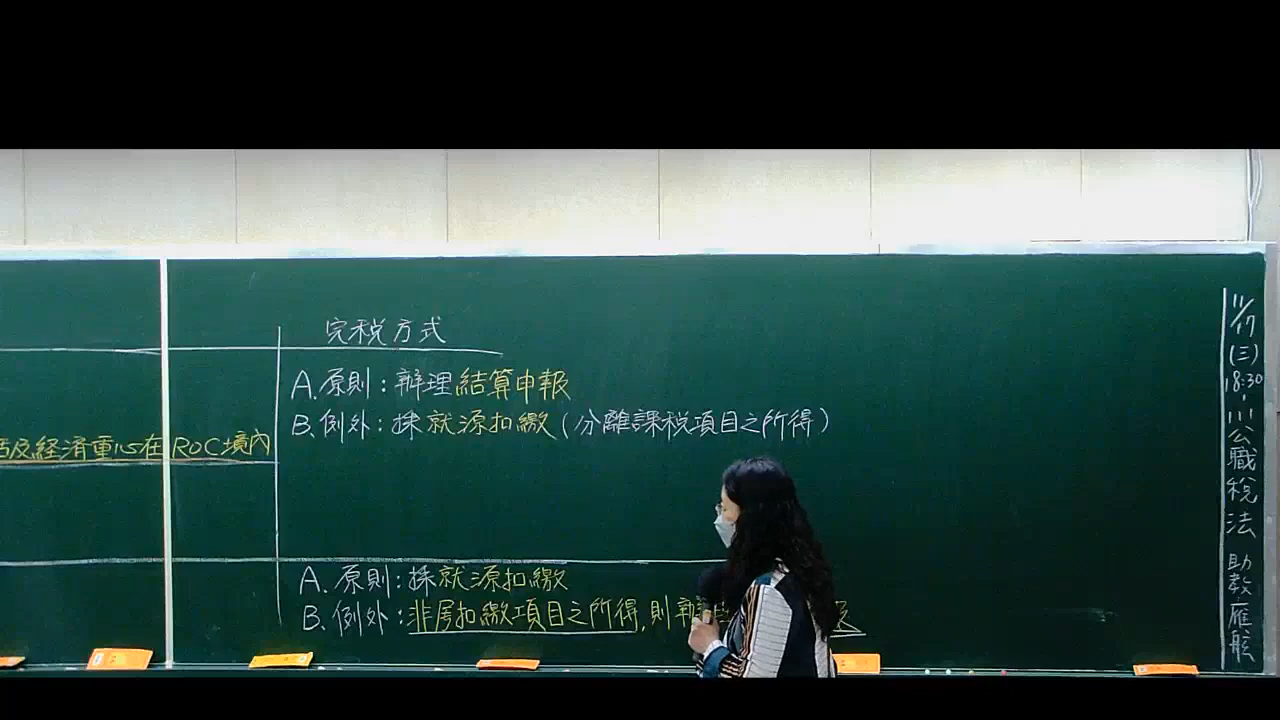 完稅方式
A.原則:辦理結算申報
B.例外:採就源扣繳(分離課稅項目之所得)
活及經濟重心在ROC境內
A.原則:採就源扣繳
B.例外:非屬扣繳項目之所得,則辦
11/17(三)18:30-公職稅法 助教:雁彤